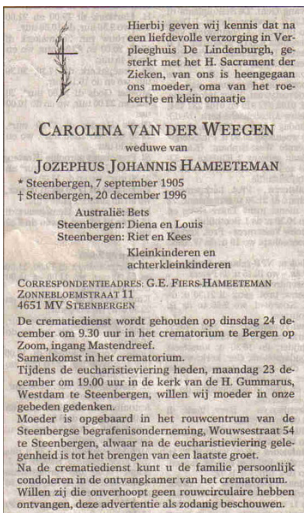 Hierbij geven wij kennis dat na
een liefdevolle verzorging in Ver-
pleeghuis De Lindenburgh, ge-
sterkt met het H. Sacrament der
Zieken, van ons is heengegaan
ons moeder, oma van het roe-
kertje en klein omaatje
CAROLINA VAN DER WEEGEN
weduwe van
JOZEPHUS JOHANNIS HAMEETEMAN
* Steenbergen, 7 september 1905
† Steenbergen, 20 december 1996
Australië: Bets
Steenbergen: Diena en Louis
Steenbergen: Riet en Kees
Kleinkinderen en
achterkleinkinderen
CORRESPONDENTIEADRES: G.E. FIERS-HAMEETEMAN
ZONNEBLOEMSTRAAT 11
4651 MV STEENBERGEN
De crematiedienst wordt gehouden op dinsdag 24 de-
cember om 9.30 uur in het crematorium te Bergen op
Zoom, ingang Mastendreef.
Samenkomst in het crematorium.
Tijdens de eucharistieviering heden, maandag 23 de-
cember om 19.00 uur in de kerk van de H. Gummarus,
Westdam te Steenbergen, willen wij moeder in onze
gebeden gedenken.
Moeder is opgebaard in het rouwcentrum van de
Steenbergse begrafenisonderneming, Wouwsestraat 54
te Steenbergen, alwaar na de eucharistieviering gele-
genheid is tot het brengen van een laatste groet.
Na de crematiedienst kunt u de familie persoonlijk
condoleren in de ontvangkamer van het crematorium.
Willen zij die onverhoopt geen rouwcirculaire hebben
ontvangen, deze advertentie als zodanig beschouwen.